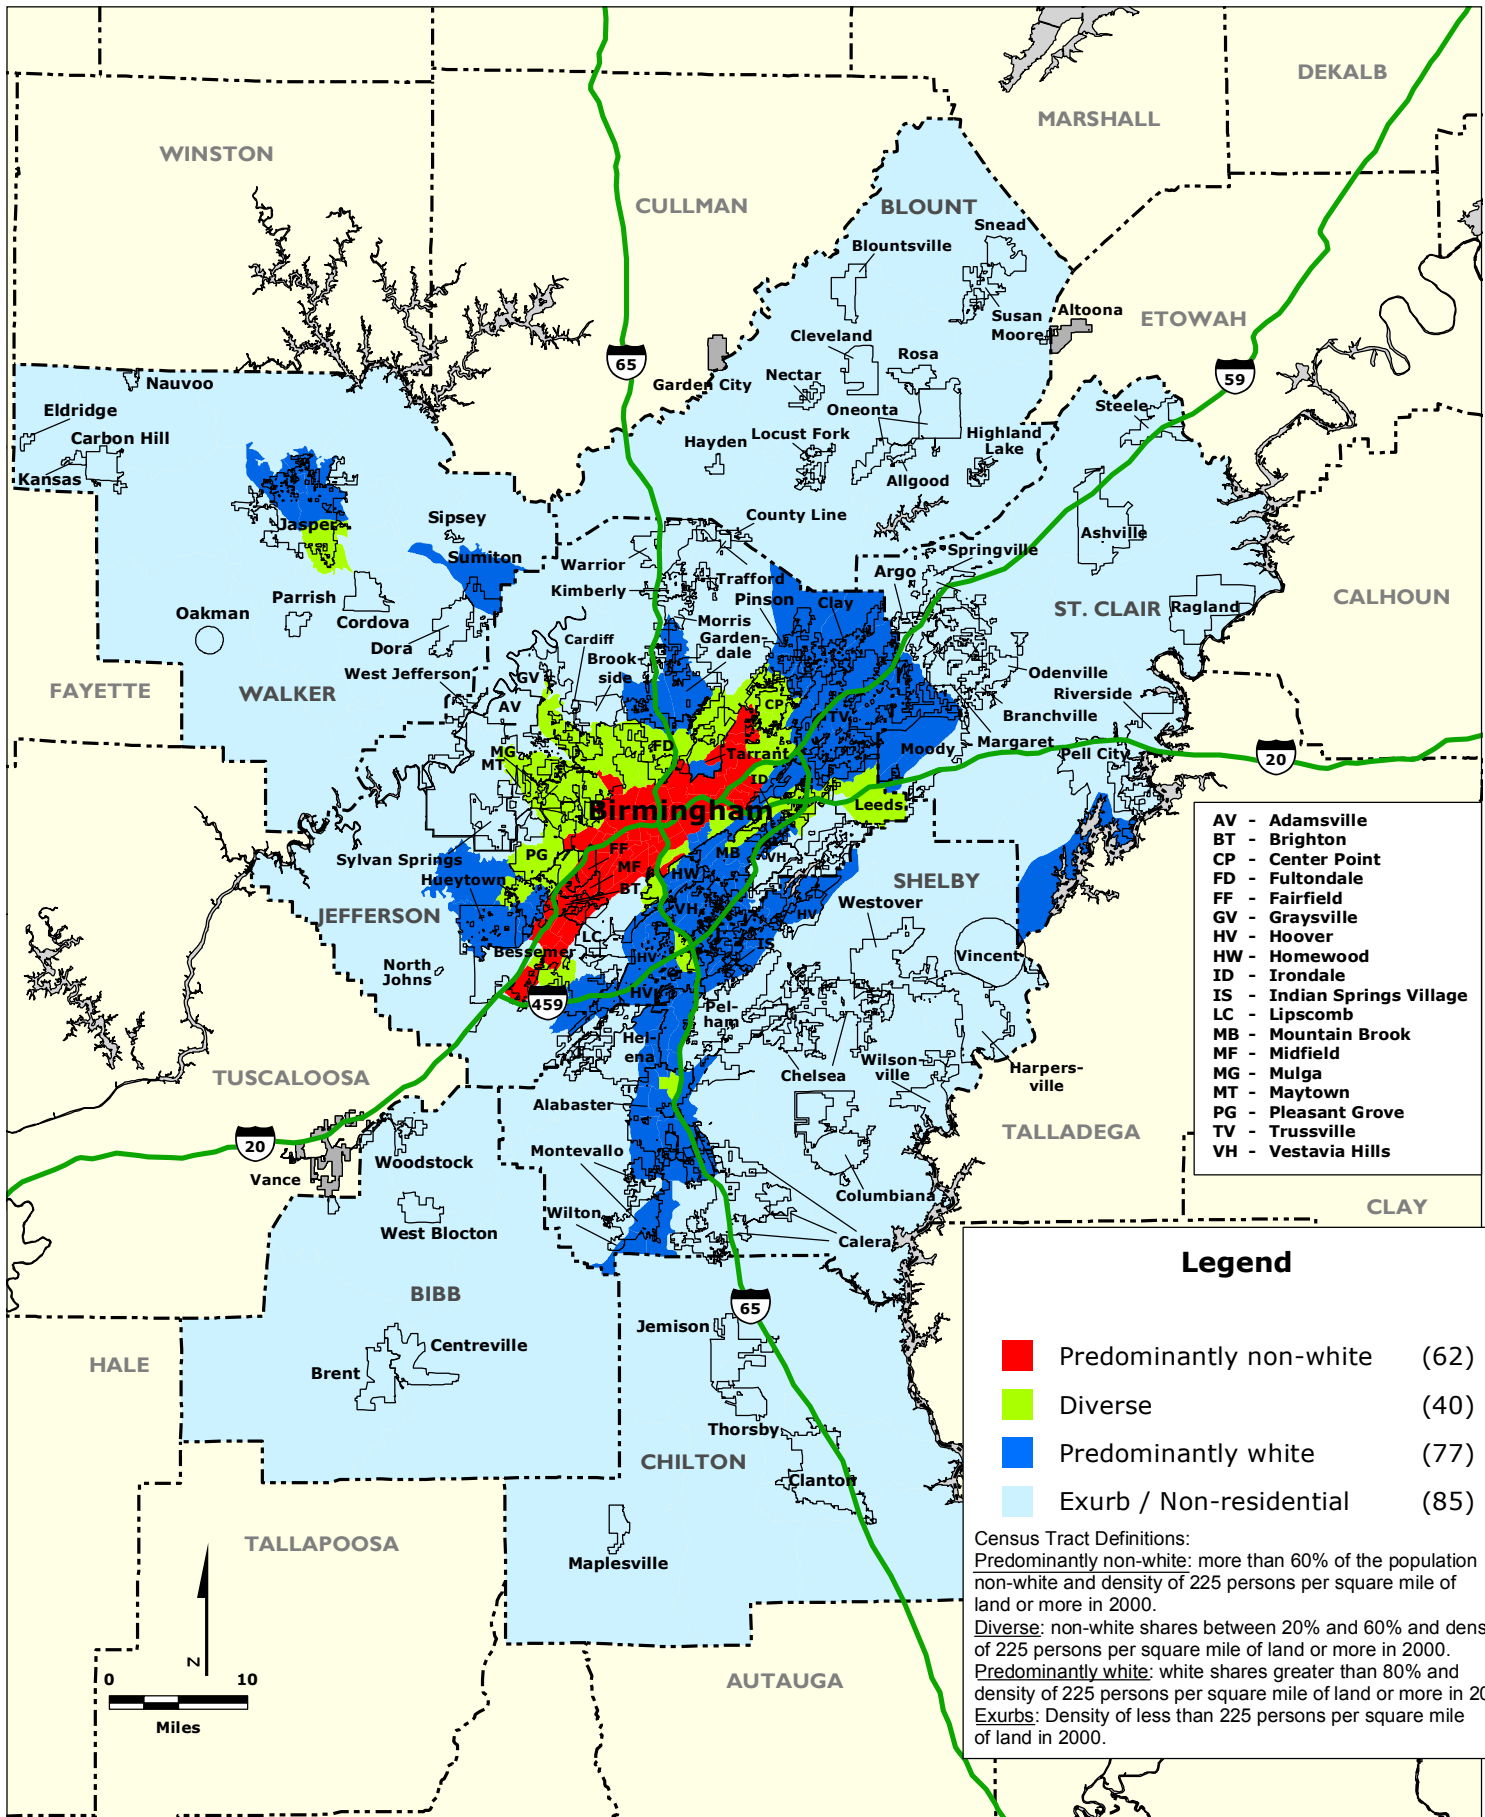 DEKALB
MARSHALL
WINSTON
CULLMAN
BLOUNT
Snead
Blountsville
Susan
Moore
Altoona
ETOWAH
Cleveland
Rosa
65
59
Garden City
Nectar
Nauvoo
Oneonta
Steele
Eldridge
Carbon Hill
Hayden
Locust Fork
Highland
Lake
Kansas
Allgood
Jasper
Sipsey
County Line
Ashville
Sumiton
Springville
Warrior
Argo
Trafford
Kimberly
Pinson
Clay
Parrish
ST. CLAIR
Ragland
CALHOUN
Oakman
Cordova
Morris
Cardiff
Garden-
dale
Dora
Brook-
side
West Jefferson
GV
Odenville
FAYETTE
WALKER
Riverside
AV
CP
TV
Branchville
MG
FD
Tarrant
Moody
Margaret
Pell City
MT
20
ID
Birmingham
Leeds
AV - Adamsville
BT - Brighton
CP - Center Point
FD - Fultondale
FF - Fairfield
GV - Graysville
HV - Hoover
HW - Homewood
ID - Irondale
IS - Indian Springs Village
LC - Lipscomb
MB - Mountain Brook
MF - Midfield
MG - Mulga
MT - Maytown
PG - Pleasant Grove
TV - Trussville
VH - Vestavia Hills
FF
PG
MB
VH
Sylvan Springs
MF
HW
Hueytown
BT
SHELBY
Westover
JEFFERSON
VH
HV
LC
IS
Bessemer
HV
Vincent
North
Johns
HV
459
Pel-
ham
Hel-
ena
Wilson-
ville
TUSCALOOSA
Chelsea
Harpers-
ville
Alabaster
20
TALLADEGA
Montevallo
Woodstock
Vance
Columbiana
Wilton
CLAY
West Blocton
Calera
BIBB
65
Jemison
Centreville
HALE
Brent
Thorsby
CHILTON
Clanton
Maplesville
TALLAPOOSA
AUTAUGA
N
0 10
Miles
Legend
Predominantly non-white (62)
Diverse (40)
Predominantly white (77)
Exurb / Non-residential (85)
Census Tract Definitions:
Predominantly non-white: more than 60% of the population
non-white and density of 225 persons per square mile of
land or more in 2000.
Diverse: non-white shares between 20% and 60% and dens
of 225 persons per square mile of land or more in 2000.
Predominantly white: white shares greater than 80% and
density of 225 persons per square mile of land or more in 20
Exurbs: Density of less than 225 persons per square mile
of land in 2000.